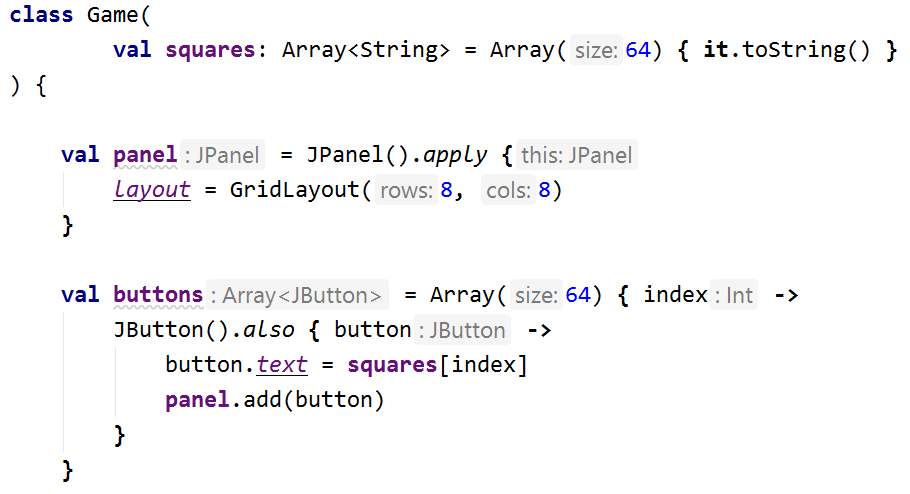 class Game(
val squares: Array<String> = Array( size: 64) { it.toString() }
) {
val panel : JPanel = JPanel().apply { this: JPanel
layout = GridLayout( rows: 8, cols: 8)
}
val buttons : Array<JButton> = Array( size: 64) { index : Int ->
JButton().also { button : JButton ->
button.text = squares[index]
panel.add(button)
}
}